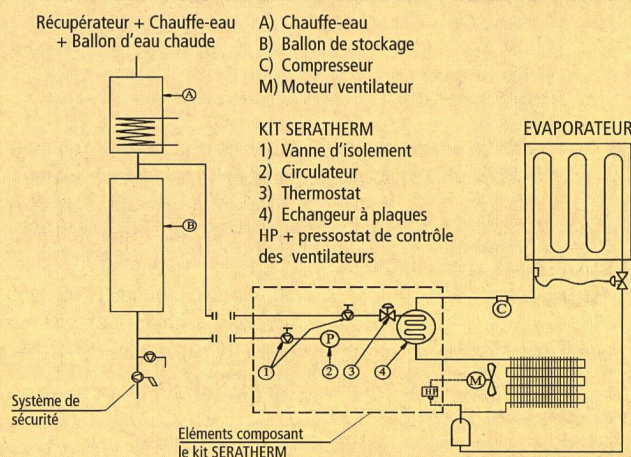 Récupérateur + Chauffe-eau
+ Ballon d'eau chaude
A) Chauffe-eau
B) Ballon de stockage
C) Compresseur
M) Moteur ventilateur
KIT SERATHERM
1) Vanne d'isolement
2) Circulateur
3) Thermostat
4) Echangeur à plaques
HP + pressostat de contrôle
des ventilateurs
EVAPORATEUR
A
B
C
P
1
2
3
4
M
HP
Système de
sécurité
Eléments composant
le kit SERATHERM